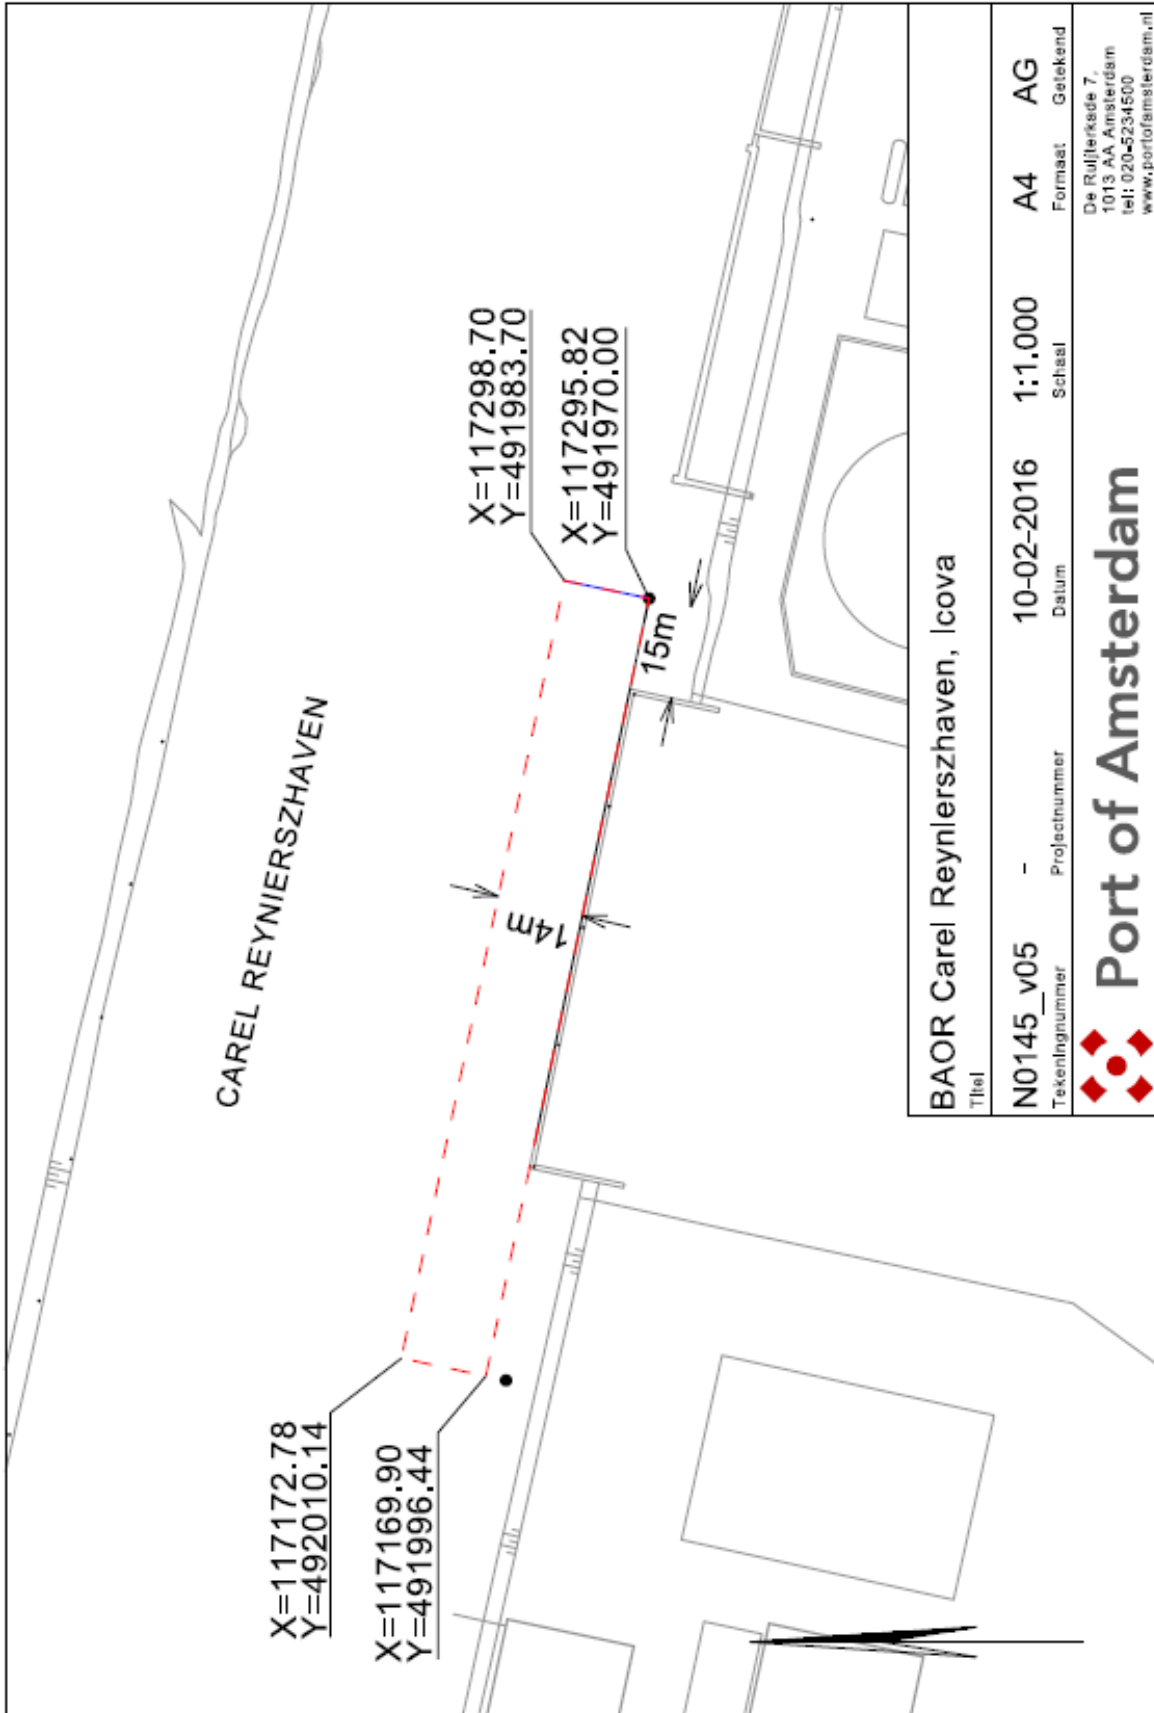 CAREL REYNIERSZHAVEN
X=117172.78
Y=492010.14
X=117169.90
Y=491996.44
14m
15m
X=117298.70
Y=491983.70
X=117295.82
Y=491970.00
BAOR Carel Reynierszhaven, Icova
Titel
N0145_v05 - 10-02-2016 1:1.000 A4 AG
Tekeningnummer Projectnummer Datum Schaal Formaat Getekend
Port of Amsterdam
De Ruijterkade 7,
1013 AA Amsterdam
tel: 020-5234500
www.portofamsterdam.nl